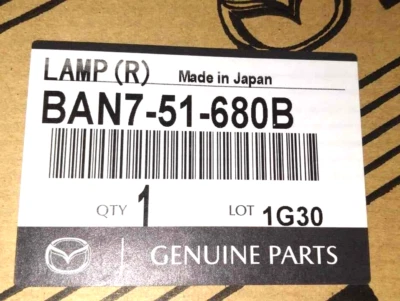 LAMP (R) Made in Japan
BAN7-51-680B
QTY 1 LOT 1G30
GENUINE PARTS